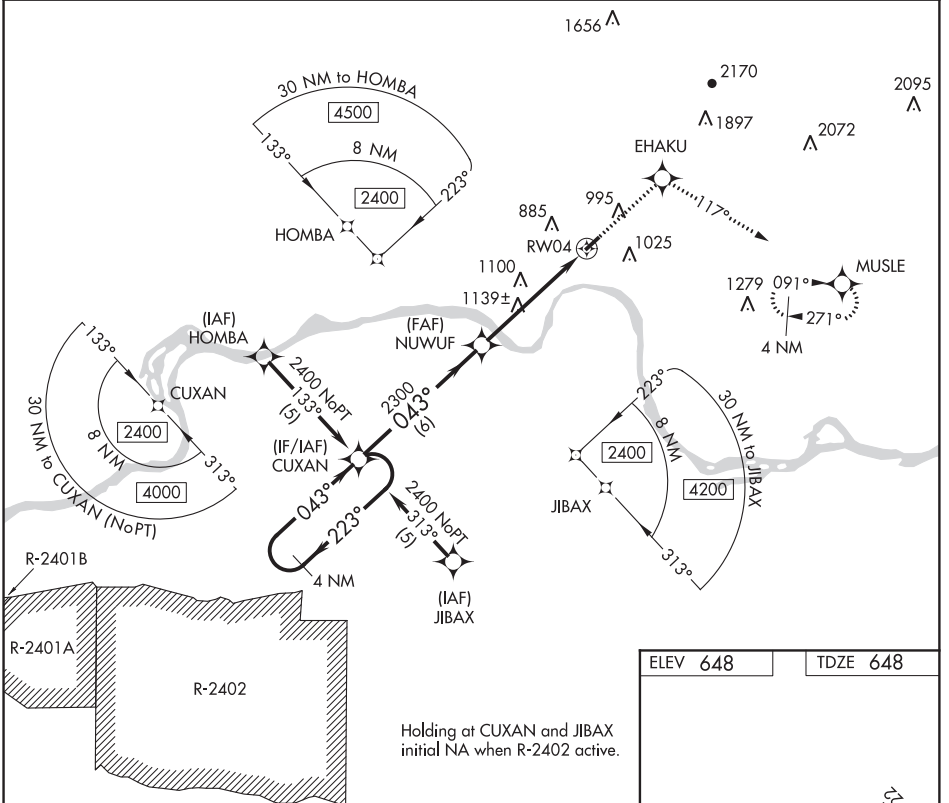 1656
2170
2095
1897
2072
30 NM to HOMBA
4500
133°
8 NM
223°
2400
HOMBA
EHAKU
117°
995
885
RW04
1025
1100
1139±
MUSLE
1279
091°
271°
4 NM
(FAF)
NUWUF
(IAF)
HOMBA
2400 NoPT
133°
(5)
2300
043°
(6)
133°
CUXAN
2400
8 NM
313°
4000
30 NM to CUXAN (NoPT)
(IF/IAF)
CUXAN
043°
223°
4 NM
2400 NoPT
313°
(5)
(IAF)
JIBAX
223°
30 NM to JIBAX
8 NM
2400
4200
JIBAX
313°
R-2401B
R-2401A
R-2402
Holding at CUXAN and JIBAX
initial NA when R-2402 active.
ELEV 648
TDZE 648